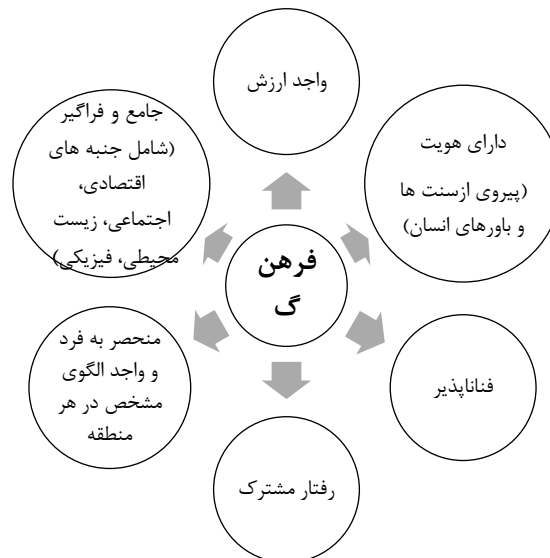 واجد ارزش
دارای هویت
(پیروی ازسنت ها
و باورهای انسان)
فناناپذیر
رفتار مشترک
منحصر به فرد
و واجد الگوی
مشخص در هر
منطقه
جامع و فراگیر
(شامل جنبه های
اقتصادی،
اجتماعی، زیست
محیطی، فیزیکی)
فرهن
گ